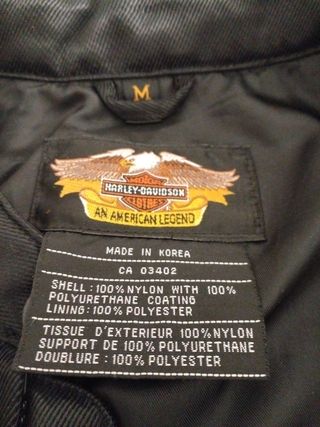 M
MOTOR
HARLEY-DAVIDSON
CLOTHES
AN AMERICAN LEGEND
MADE IN KOREA
CA 03402
SHELL : 100% NYLON WITH 100%
POLYURETHANE COATING
LINING: 100% POLYESTER
TISSUE D'EXTERIEUR 100% NYLON
SUPPORT DE 100% POLYURETHANE
DOUBLURE : 100% POLYESTER